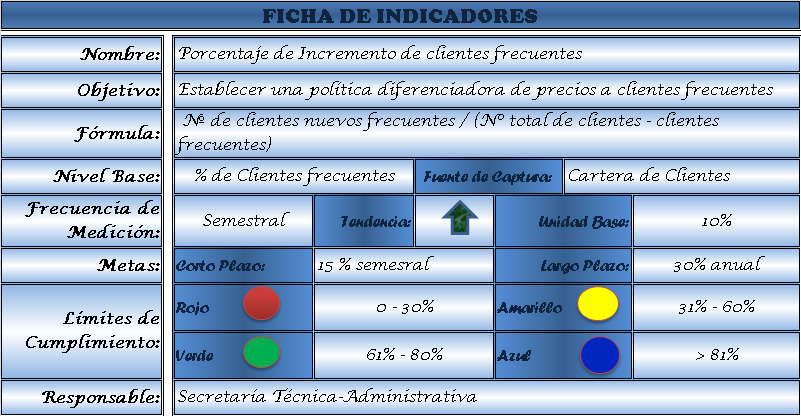 FICHA DE INDICADORES
Nombre: Porcentaje de Incremento de clientes frecuentes
Objetivo: Establecer una política diferenciadora de precios a clientes frecuentes
Fórmula: Nº de clientes nuevos frecuentes / (Nº total de clientes - clientes
frecuentes)
Nivel Base: % de Clientes frecuentes Fuente de Captura: Cartera de Clientes
Frecuencia de
Medición: Semestral Tendencia: Unidad Base: 10%
Metas: Corto Plazo: 15 % semesral Largo Plazo: 30% anual
Límites de
Cumplimiento: Rojo 0 - 30% Amarillo 31% - 60%
Verde 61% - 80% Azul > 81%
Responsable: Secretaría Técnica-Administrativa